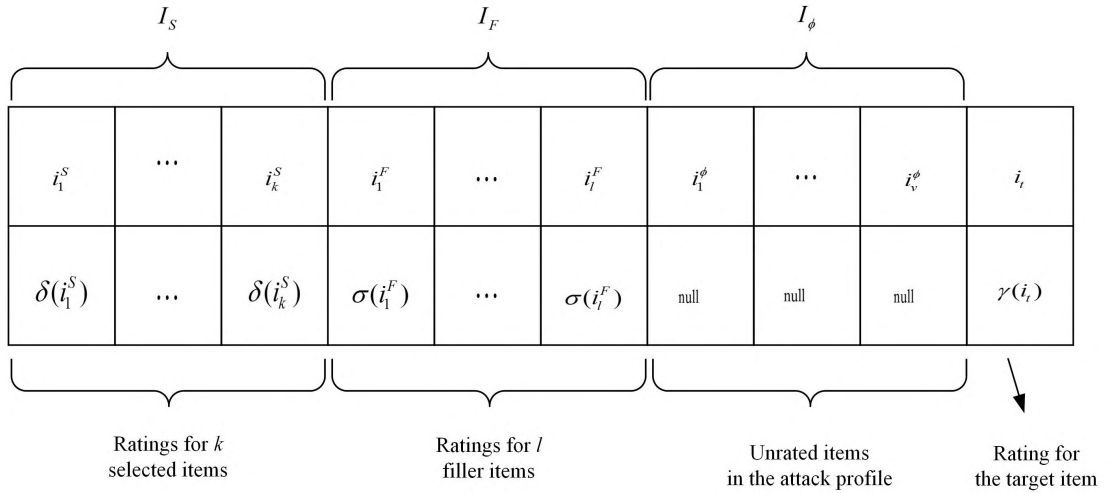 I_S I_F I_ϕ
i_1^S ... i_k^S i_1^F ... i_l^F i_1^ϕ ... i_v^ϕ i_t
δ(i_1^S) ... δ(i_k^S) σ(i_1^F) ... σ(i_l^F) null null null γ(i_t)
Ratings for k
selected items
Ratings for l
filler items
Unrated items
in the attack profile
Rating for
the target item